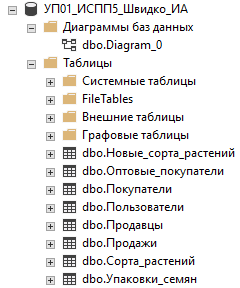 УП01_ИСПП5_Швидко_ИА
Диаграммы баз данных
dbo.Diagram_0
Таблицы
Системные таблицы
FileTables
Внешние таблицы
Графовые таблицы
dbo.Новые_сорта_растений
dbo.Оптовые_покупатели
dbo.Покупатели
dbo.Пользователи
dbo.Продавцы
dbo.Продажи
dbo.Сорта_растений
dbo.Упаковки_семян